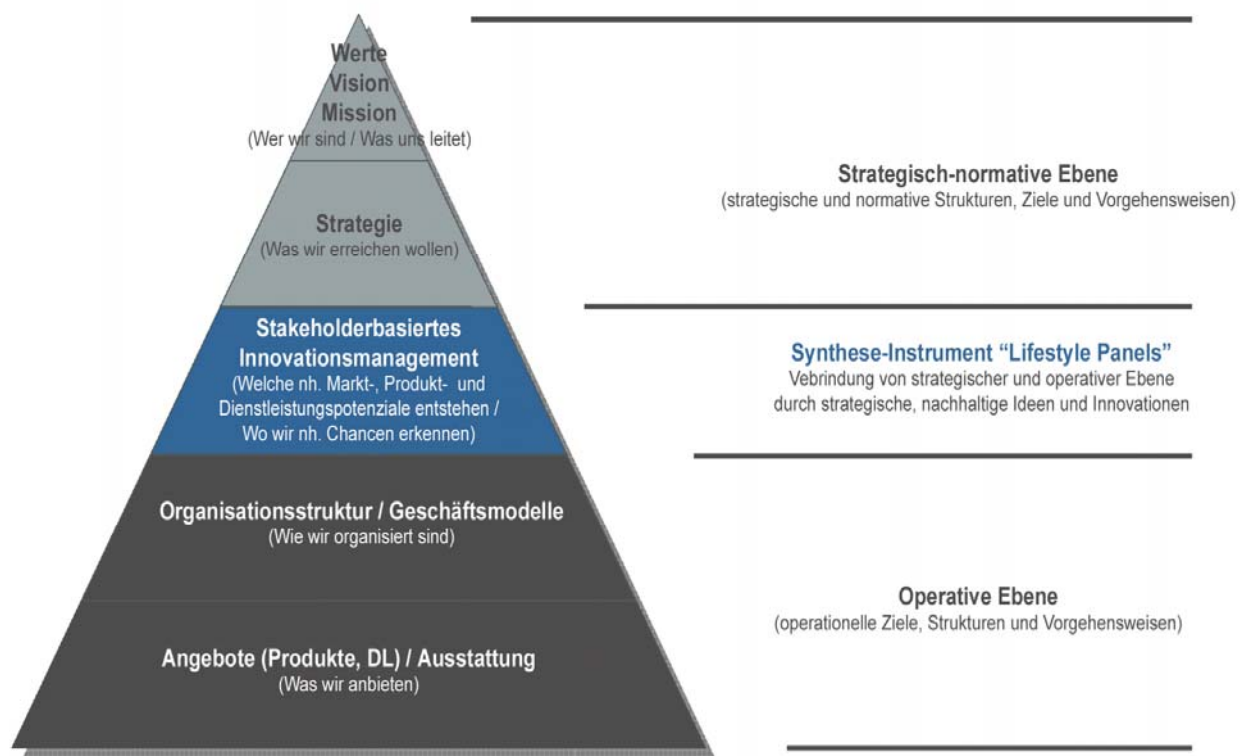 Werte
Vision
Mission
(Wer wir sind / Was uns leitet)
Strategie
(Was wir erreichen wollen)
Stakeholderbasiertes
Innovationsmanagement
(Welche nh. Markt-, Produkt- und
Dienstleistungspotenziale entstehen /
Wo wir nh. Chancen erkennen)
Organisationsstruktur / Geschäftsmodelle
(Wie wir organisiert sind)
Angebote (Produkte, DL) / Ausstattung
(Was wir anbieten)
Strategisch-normative Ebene
(strategische und normative Strukturen, Ziele und Vorgehensweisen)
Synthese-Instrument “Lifestyle Panels”
Vebrindung von strategischer und operativer Ebene
durch strategische, nachhaltige Ideen und Innovationen
Operative Ebene
(operationelle Ziele, Strukturen und Vorgehensweisen)